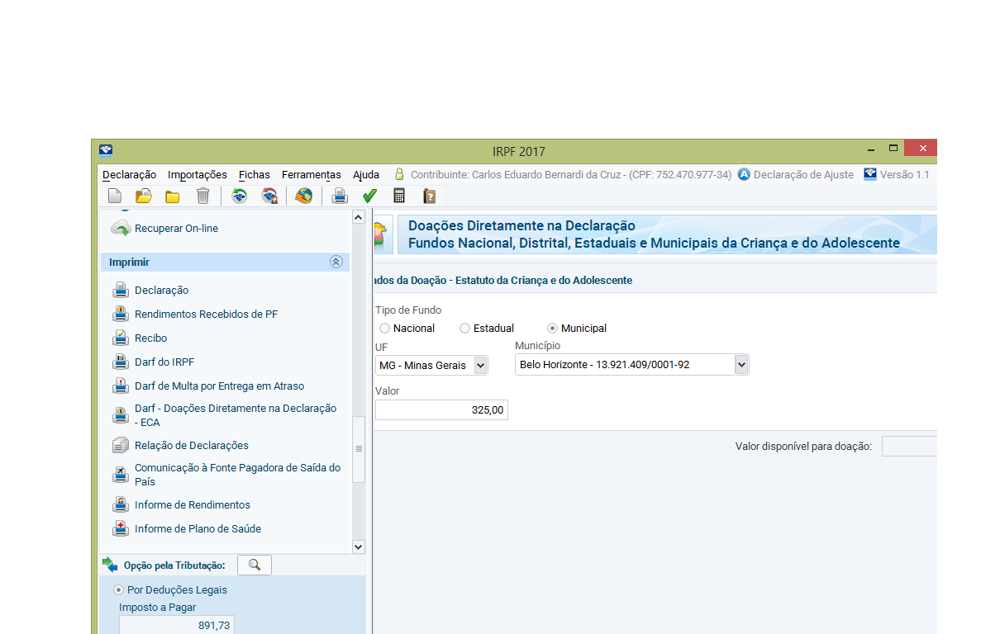 IRPF 2017
Declaração Importações Fichas Ferramentas Ajuda Contribuinte: Carlos Eduardo Bernardi da Cruz - (CPF: 752.470.977-34) Declaração de Ajuste Versão 1.1
Recuperar On-line
Imprimir
Declaração
Rendimentos Recebidos de PF
Recibo
Darf do IRPF
Darf de Multa por Entrega em Atraso
Darf - Doações Diretamente na Declaração
- ECA
Relação de Declarações
Comunicação à Fonte Pagadora de Saída do
País
Informe de Rendimentos
Informe de Plano de Saúde
Opção pela Tributação:
Por Deduções Legais
Imposto a Pagar
891,73
Doações Diretamente na Declaração
Fundos Nacional, Distrital, Estaduais e Municipais da Criança e do Adolescente
ados da Doação - Estatuto da Criança e do Adolescente
Tipo de Fundo
Nacional Estadual Municipal
UF Município
MG - Minas Gerais Belo Horizonte - 13.921.409/0001-92
Valor
325,00
Valor disponível para doação: